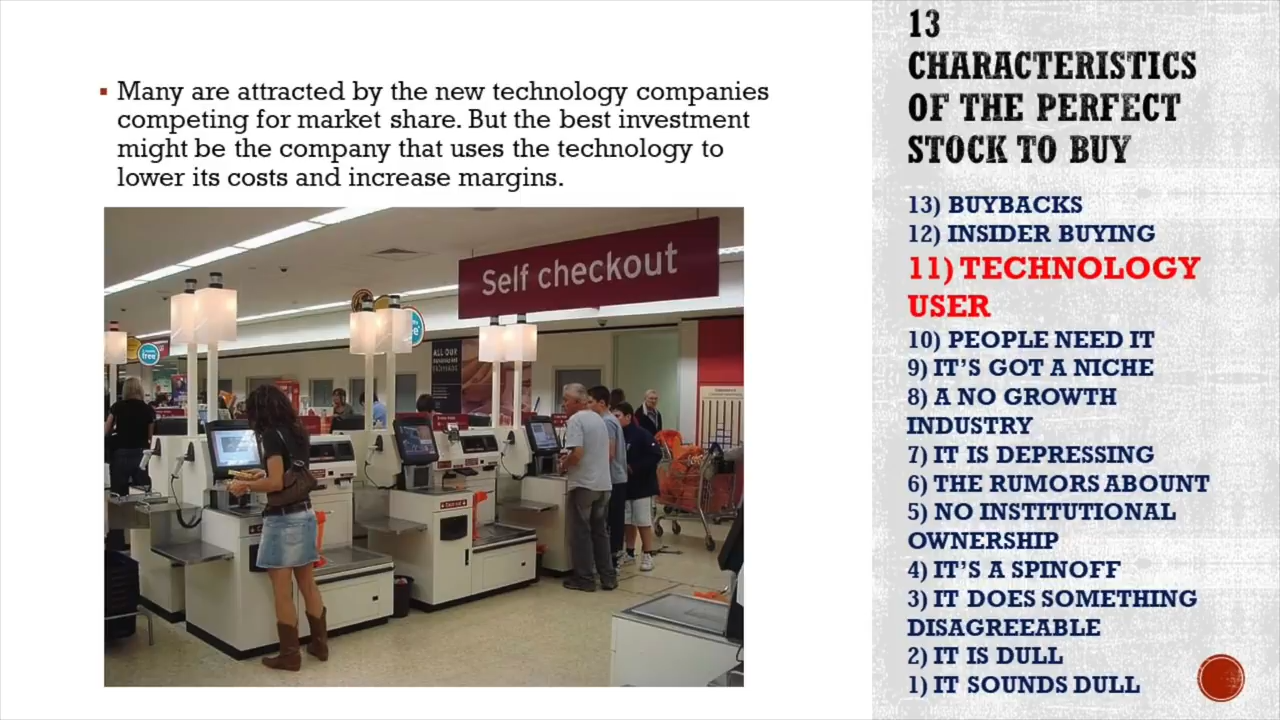 Many are attracted by the new technology companies
competing for market share. But the best investment
might be the company that uses the technology to
lower its costs and increase margins.
Self checkout
ALL OUR
free
13
CHARACTERISTICS
OF THE PERFECT
STOCK TO BUY
13) BUYBACKS
12) INSIDER BUYING
11) TECHNOLOGY
USER
10) PEOPLE NEED IT
9) IT'S GOT A NICHE
8) A NO GROWTH
INDUSTRY
7) IT IS DEPRESSING
6) THE RUMORS ABOUNT
5) NO INSTITUTIONAL
OWNERSHIP
4) IT'S A SPINOFF
3) IT DOES SOMETHING
DISAGREEABLE
2) IT IS DULL
1) IT SOUNDS DULL